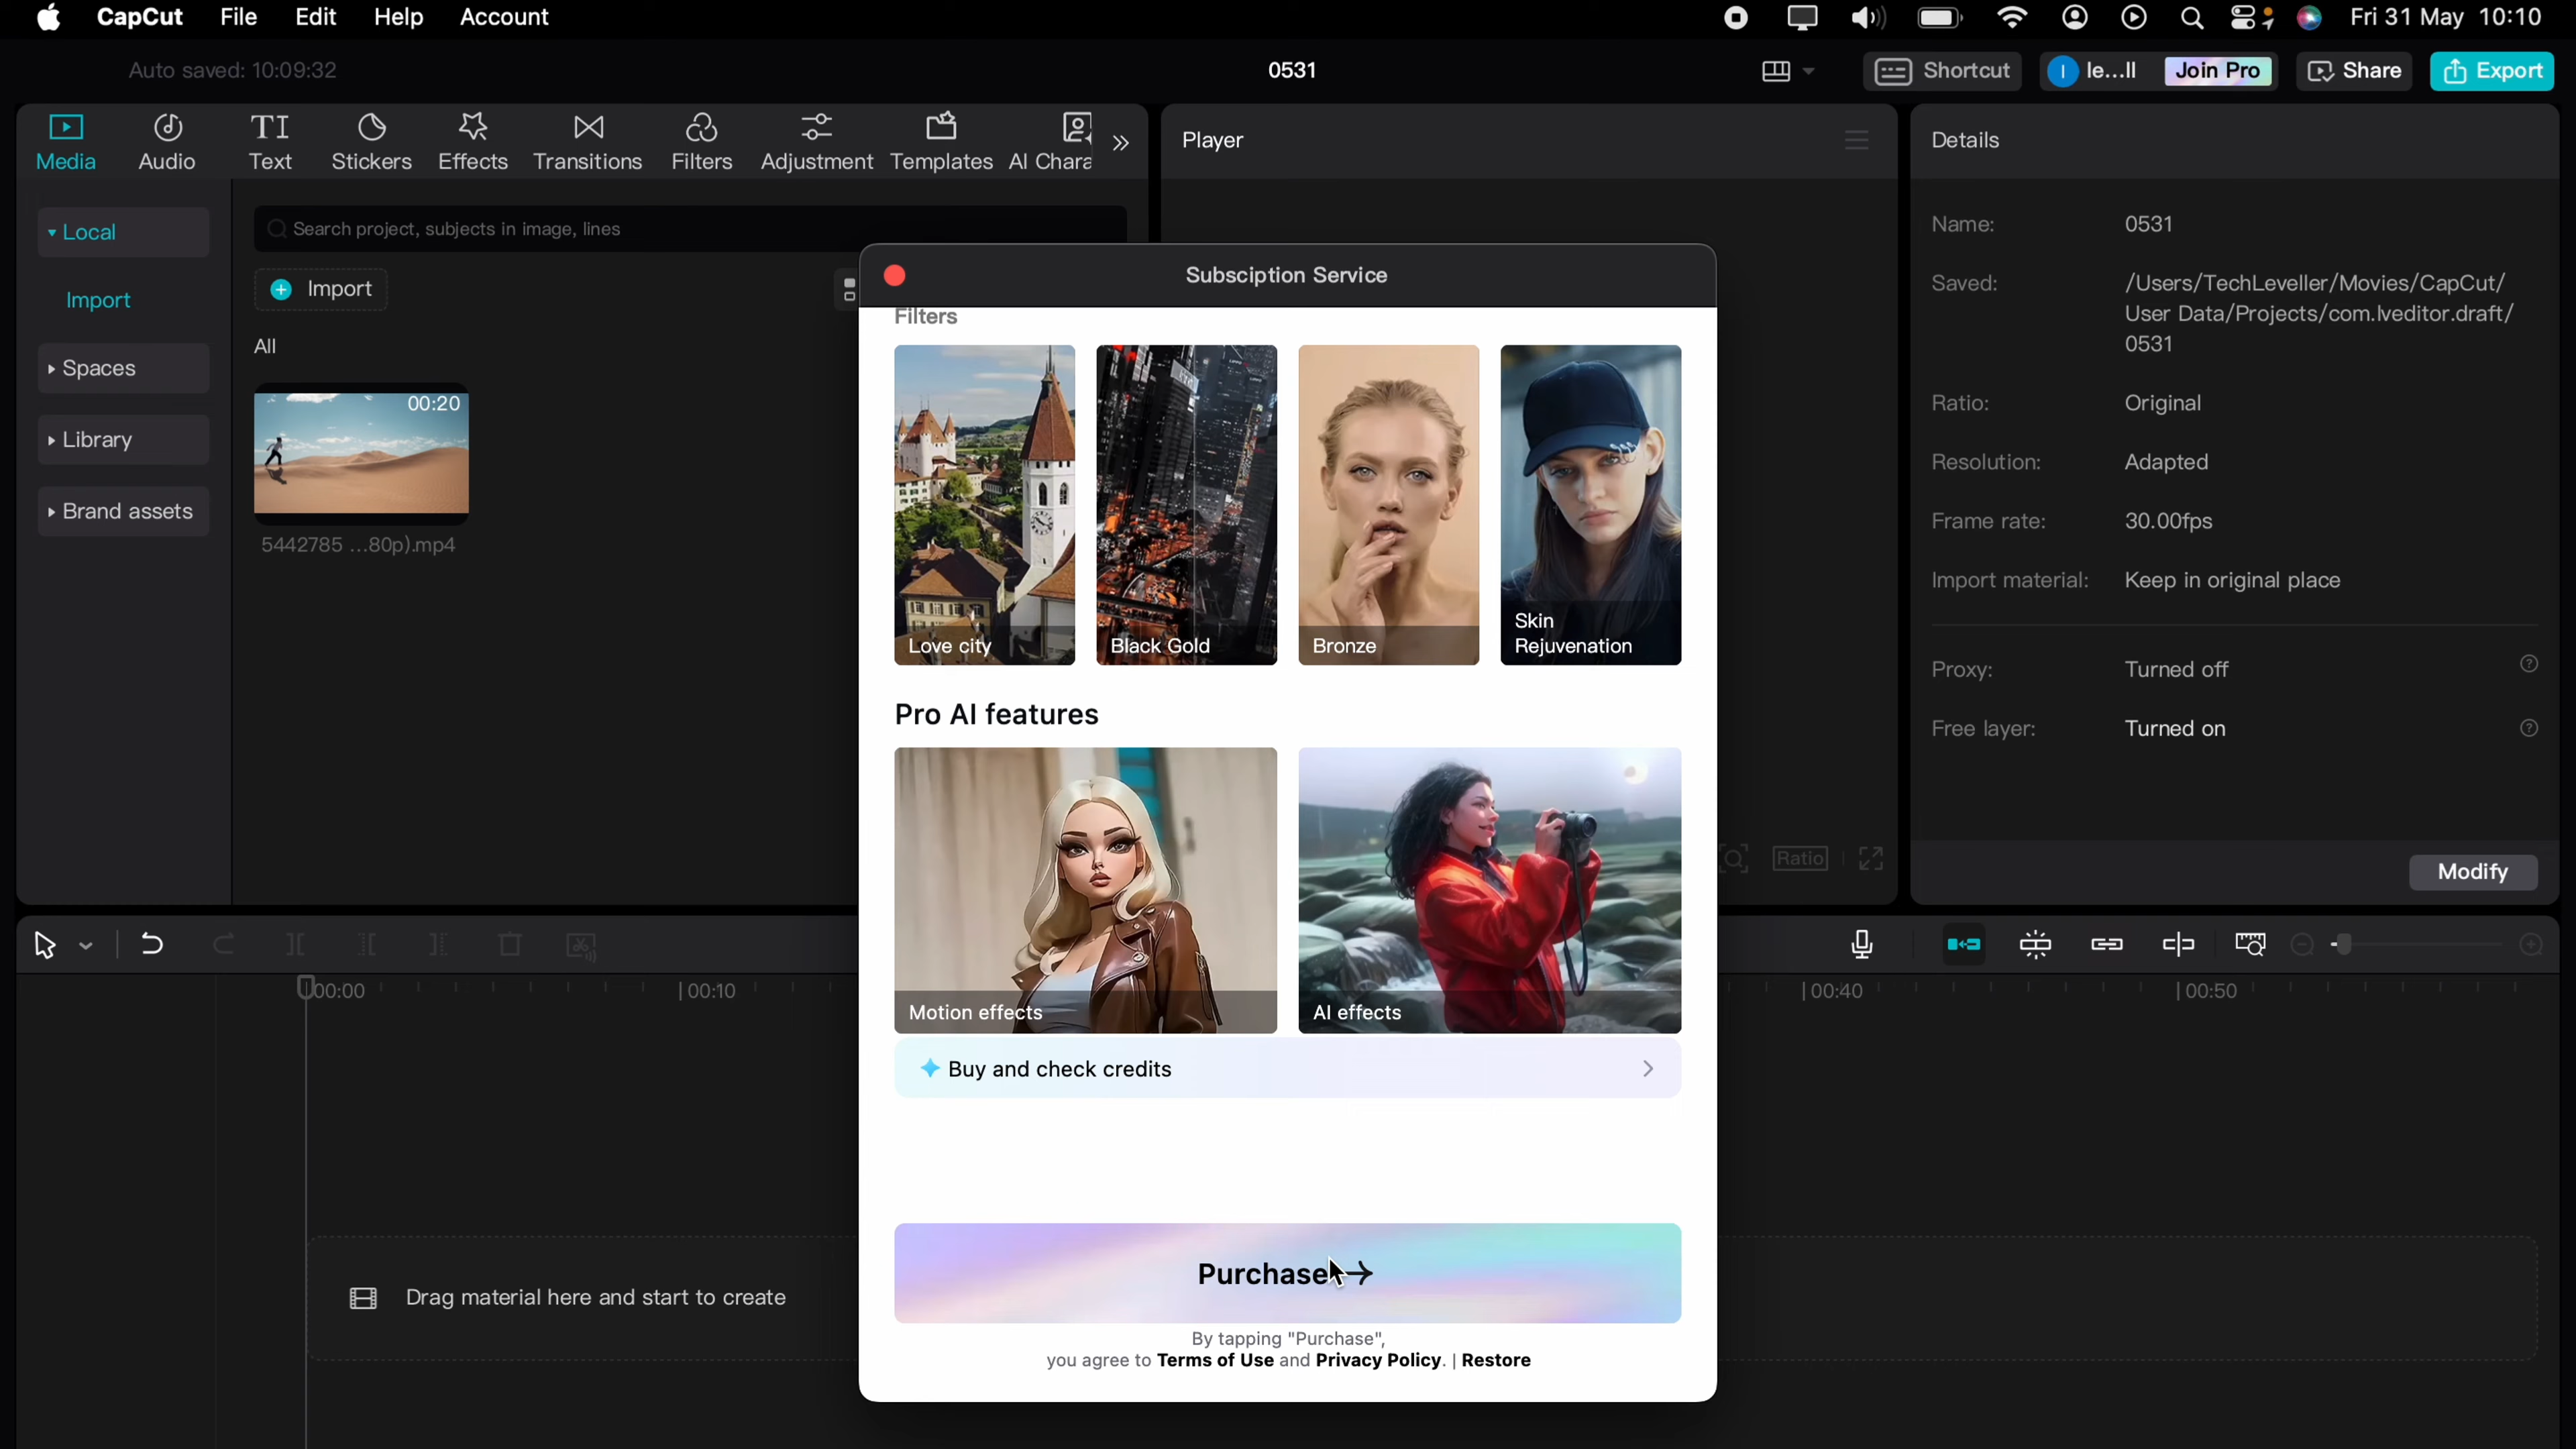 CapCut File Edit Help Account Fri 31 May 10:10
Auto saved: 10:09:32 0531 Shortcut I le...ll Join Pro Share Export
Media Audio TI Text Stickers Effects Transitions Filters Adjustment Templates AI Chara
Local
Import
Spaces
Library
Brand assets
Search project, subjects in image, lines
Import
All
00:20
5442785 ...80p).mp4
Player
Ratio
Details
Name: 0531
Saved: /Users/TechLeveller/Movies/CapCut/
User Data/Projects/com.lveditor.draft/
0531
Ratio: Original
Resolution: Adapted
Frame rate: 30.00fps
Import material: Keep in original place
Proxy: Turned off
Free layer: Turned on
Modify
Subsciption Service
Filters
Love city
Black Gold
Bronze
Skin
Rejuvenation
Pro AI features
Motion effects
AI effects
Buy and check credits
Purchase
By tapping "Purchase",
you agree to Terms of Use and Privacy Policy. | Restore
00:00 00:10 00:40 00:50
Drag material here and start to create